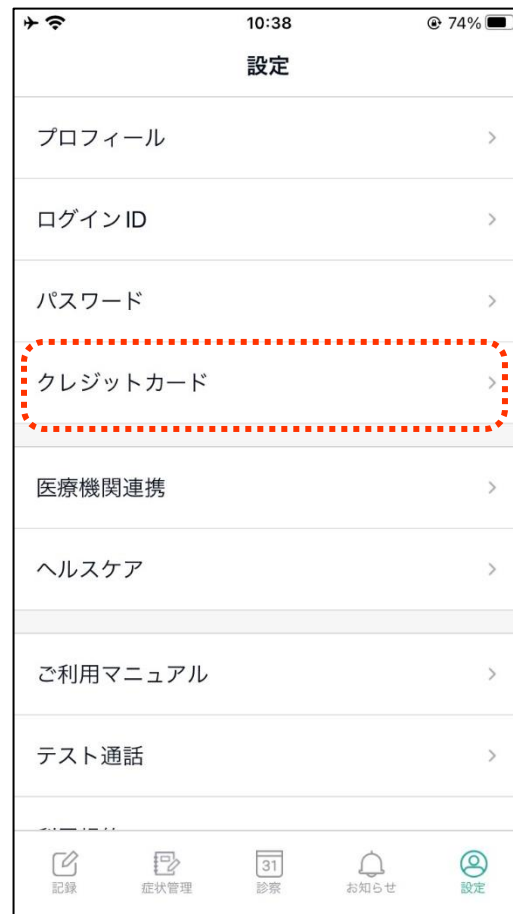 10:38
74%
設定
プロフィール
ログインID
パスワード
クレジットカード
医療機関連携
ヘルスケア
ご利用マニュアル
テスト通話
31
記録
症状管理
診察
お知らせ
設定